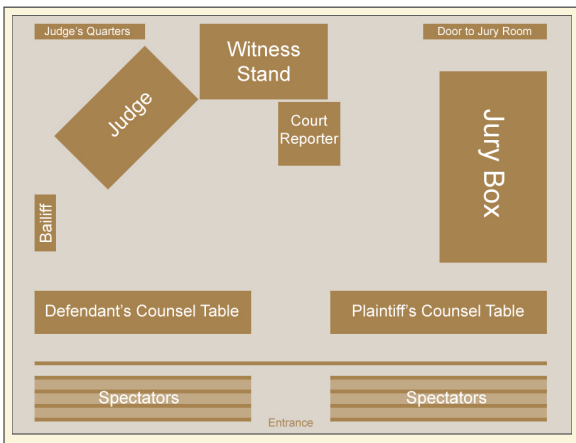 Judge's Quarters
Witness
Stand
Door to Jury Room
Judge
Court
Reporter
Jury Box
Bailiff
Defendant's Counsel Table
Plaintiff's Counsel Table
Spectators
Spectators
Entrance